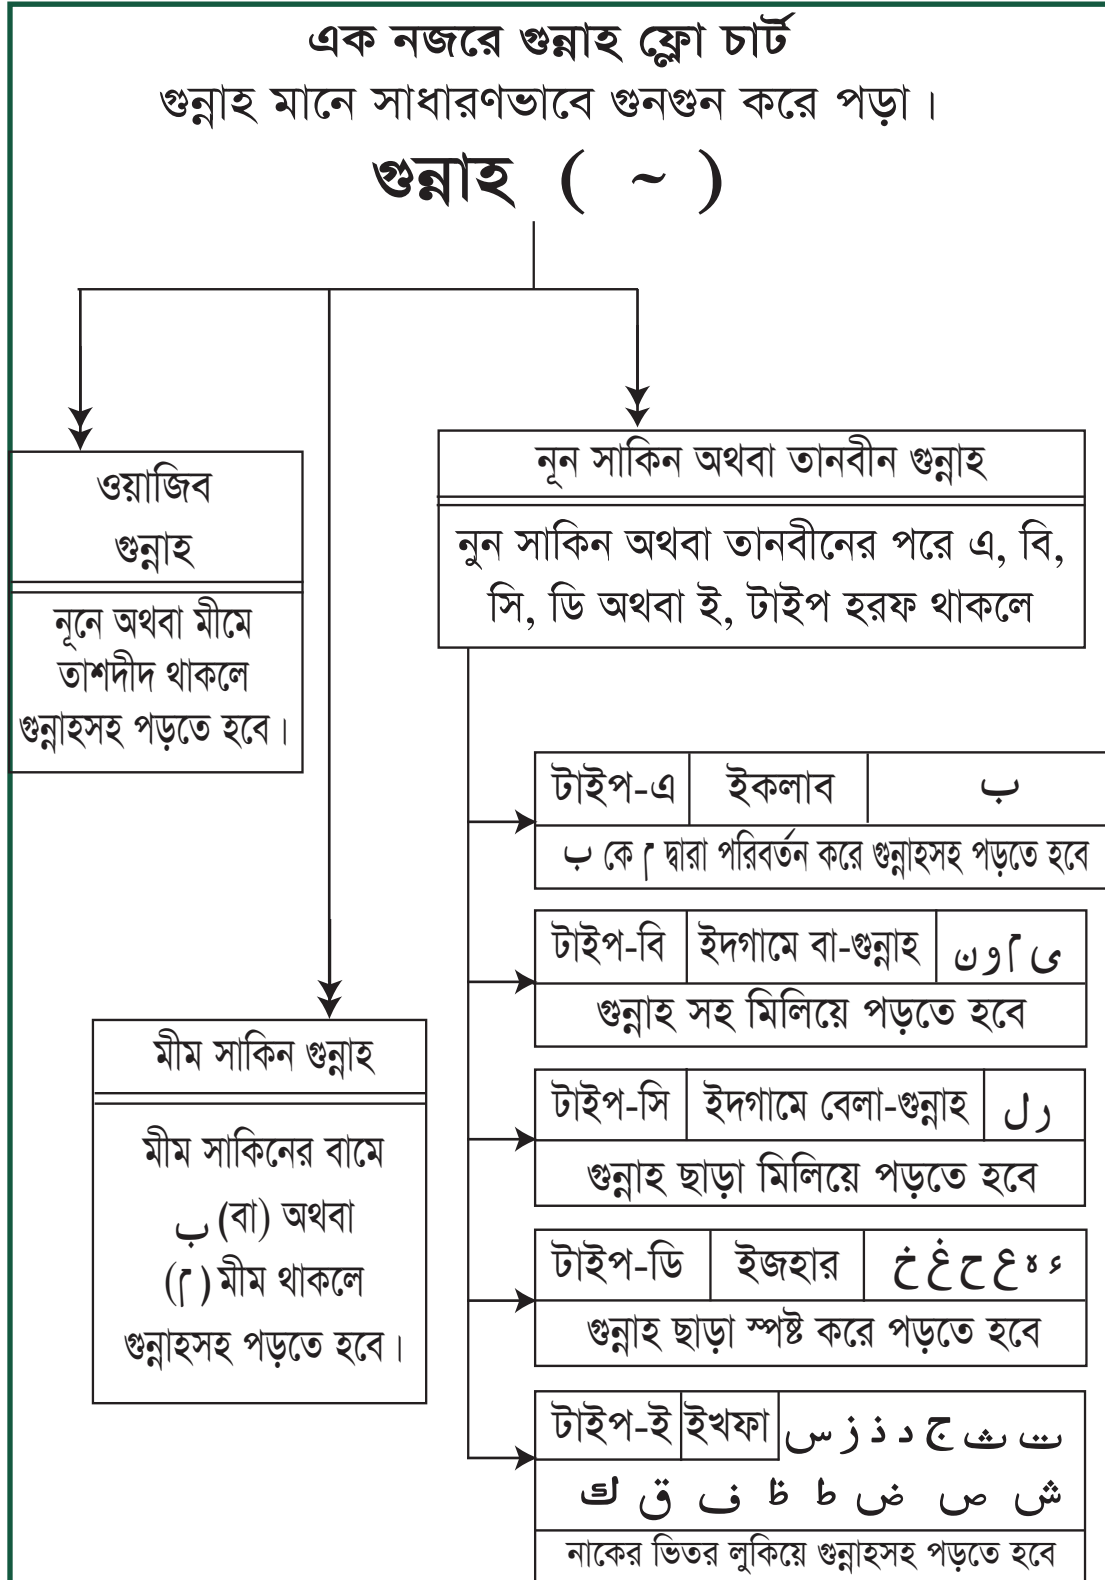 এক নজরে গুন্নাহ ফ্লো চার্ট
গুন্নাহ মানে সাধারণভাবে গুনগুন করে পড়া।
গুন্নাহ ( ~ )
ওয়াজিব
গুন্নাহ
নূনে অথবা মীমে
তাশদীদ থাকলে
গুন্নাহসহ পড়তে হবে।
মীম সাকিন গুন্নাহ
মীম সাকিনের বামে
ب (বা) অথবা
(م) মীম থাকলে
গুন্নাহসহ পড়তে হবে।
নূন সাকিন অথবা তানবীন গুন্নাহ
নুন সাকিন অথবা তানবীনের পরে এ, বি,
সি, ডি অথবা ই, টাইপ হরফ থাকলে
টাইপ-এ ইকলাব ب
ب কে م দ্বারা পরিবর্তন করে গুন্নাহসহ পড়তে হবে
টাইপ-বি ইদগামে বা-গুন্নাহ ى م و ن
গুন্নাহ সহ মিলিয়ে পড়তে হবে
টাইপ-সি ইদগামে বেলা-গুন্নাহ ر ل
গুন্নাহ ছাড়া মিলিয়ে পড়তে হবে
টাইপ-ডি ইজহার ء ه ع ح غ خ
গুন্নাহ ছাড়া স্পষ্ট করে পড়তে হবে
টাইপ-ই ইখফা ت ث ج د ذ ز س
ش ص ض ط ظ ف ق ك
নাকের ভিতর লুকিয়ে গুন্নাহসহ পড়তে হবে